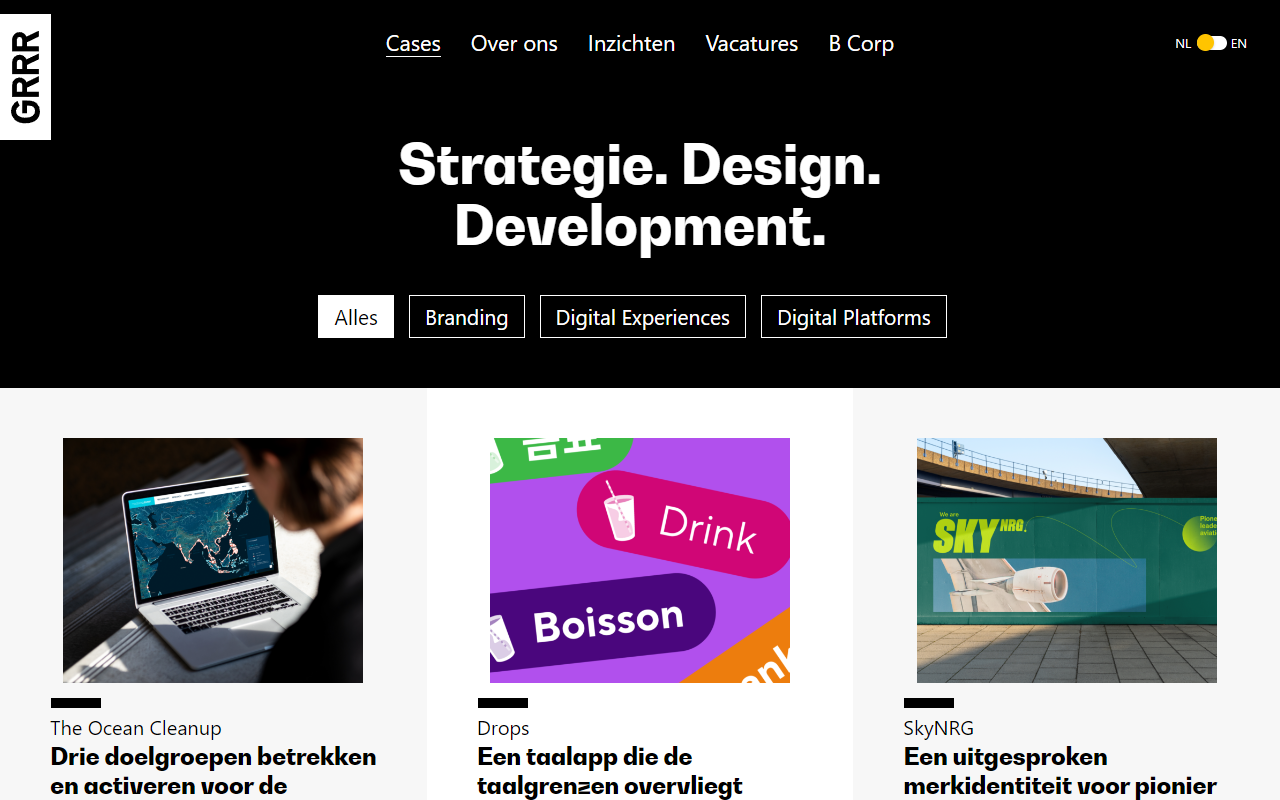 GRRR
Cases Over ons Inzichten Vacatures B Corp
NL EN
Strategie. Design.
Development.
Alles Branding Digital Experiences Digital Platforms
음료
Drink
Boisson
We are
SKY NRG.
The Ocean Cleanup
Drie doelgroepen betrekken
en activeren voor de
Drops
Een taalapp die de
taalgrenzen overvliegt
SkyNRG
Een uitgesproken
merkidentiteit voor pionier